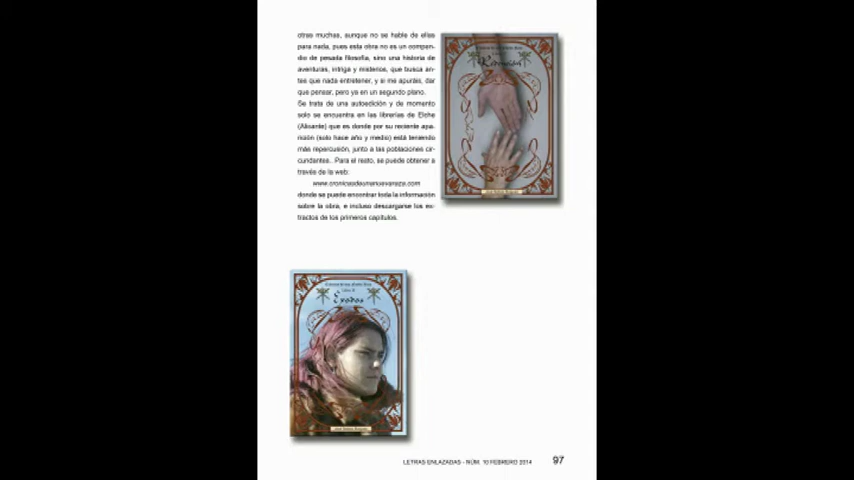 otras muchas, aunque no se hable de ellas
para nada, pues esta obra no es un compen-
dio de pesada filosofía, sino una historia de
aventuras, intriga y misterios, que busca an-
tes que nada entretener, y si me apuráis, dar
que pensar, pero ya en un segundo plano.
Se trata de una autoedición y de momento
solo se encuentra en las librerías de Elche
(Alicante) que es donde por su reciente apa-
rición (solo hace año y medio) está teniendo
más repercusión, junto a las poblaciones cir-
cundantes.. Para el resto, se puede obtener a
través de la web:
www.cronicasdeunanuevaraza.com
donde se puede encontrar toda la información
sobre la obra, e incluso descargarse los ex-
tractos de los primeros capítulos.
Éxodos
LETRAS ENLAZADAS - NÚM. 10 FEBRERO 2014 97